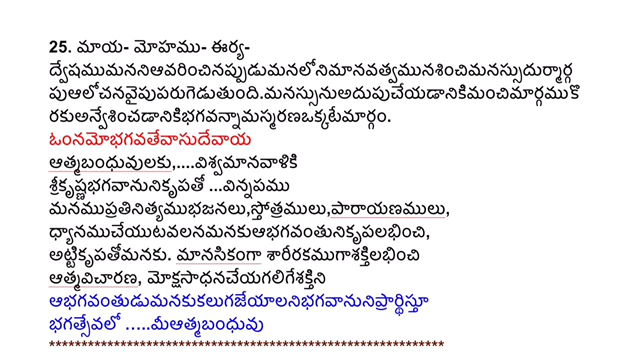 25. మాయ- మోహము- ఈర్య-
ద్వేషముమననిఆవరించినప్పుడుమనలోనిమానవత్వమునశించిమనస్సుదుర్మార్గ
పుఆలోచనవైపుపరుగెడుతుంది.మనస్సునుఅదుపుచేయడానికిమంచిమార్గముకొ
రకుఅన్వేశించడానికిభగవన్నామస్మరణఒక్కటేమార్గం.
ఓంనమోభగవతేవాసుదేవాయ
ఆత్మబంధువులకు,....విశ్వమానవాళికి
శ్రీకృష్ణభగవానునికృపతో ...విన్నపము
మనముప్రతినిత్యముభజనలు,స్తోత్రములు,పారాయణములు,
ధ్యానముచేయుటవలనమనకుఆభగవంతునికృపలభించి,
అట్టికృపతోమనకు. మానసికంగా శారీరకముగాశక్తిలభించి
ఆత్మవిచారణ, మోక్షసాధనచేయగలిగేశక్తిని
ఆభగవంతుడుమనకుకలుగజేయాలనిభగవానునిప్రార్థిస్తూ
భగత్సేవలో .....మీఆత్మబంధువు
*************************************************************